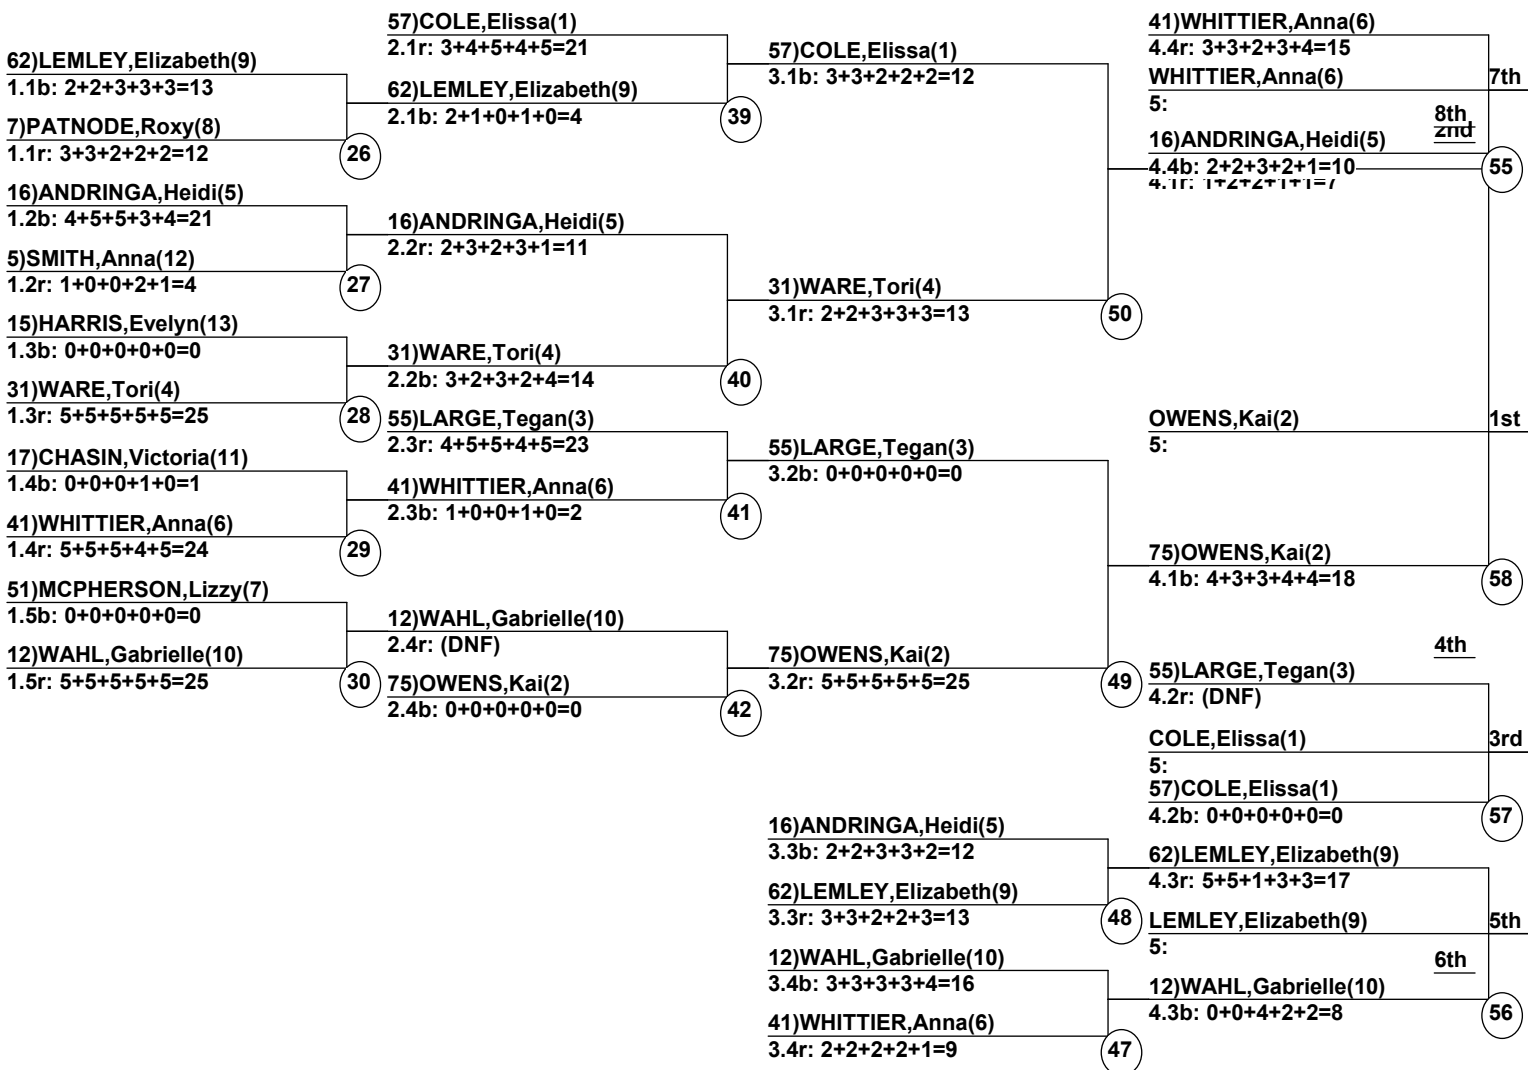 62)LEMLEY,Elizabeth(9)
1.1b: 2+2+3+3+3=13
7)PATNODE,Roxy(8)
1.1r: 3+3+2+2+2=12
26
16)ANDRINGA,Heidi(5)
1.2b: 4+5+5+3+4=21
5)SMITH,Anna(12)
1.2r: 1+0+0+2+1=4
27
15)HARRIS,Evelyn(13)
1.3b: 0+0+0+0+0=0
31)WARE,Tori(4)
1.3r: 5+5+5+5+5=25
28
17)CHASIN,Victoria(11)
1.4b: 0+0+0+1+0=1
41)WHITTIER,Anna(6)
1.4r: 5+5+5+4+5=24
29
51)MCPHERSON,Lizzy(7)
1.5b: 0+0+0+0+0=0
12)WAHL,Gabrielle(10)
1.5r: 5+5+5+5+5=25
30
57)COLE,Elissa(1)
2.1r: 3+4+5+4+5=21
62)LEMLEY,Elizabeth(9)
2.1b: 2+1+0+1+0=4
39
16)ANDRINGA,Heidi(5)
2.2r: 2+3+2+3+1=11
31)WARE,Tori(4)
2.2b: 3+2+3+2+4=14
40
55)LARGE,Tegan(3)
2.3r: 4+5+5+4+5=23
41)WHITTIER,Anna(6)
2.3b: 1+0+0+1+0=2
41
12)WAHL,Gabrielle(10)
2.4r: (DNF)
75)OWENS,Kai(2)
2.4b: 0+0+0+0+0=0
42
57)COLE,Elissa(1)
3.1b: 3+3+2+2+2=12
31)WARE,Tori(4)
3.1r: 2+2+3+3+3=13
50
55)LARGE,Tegan(3)
3.2b: 0+0+0+0+0=0
75)OWENS,Kai(2)
3.2r: 5+5+5+5+5=25
49
16)ANDRINGA,Heidi(5)
3.3b: 2+2+3+3+2=12
62)LEMLEY,Elizabeth(9)
3.3r: 3+3+2+2+3=13
48
12)WAHL,Gabrielle(10)
3.4b: 3+3+3+3+4=16
41)WHITTIER,Anna(6)
3.4r: 2+2+2+2+1=9
47
41)WHITTIER,Anna(6)
4.4r: 3+3+2+3+4=15
WHITTIER,Anna(6) 7th
5:
8th
2nd
16)ANDRINGA,Heidi(5)
4.4b: 2+2+3+2+1=10
4.1r: 1+2+2+1+1=7
55
OWENS,Kai(2) 1st
5:
75)OWENS,Kai(2)
4.1b: 4+3+3+4+4=18
58
4th
55)LARGE,Tegan(3)
4.2r: (DNF)
COLE,Elissa(1) 3rd
5:
57)COLE,Elissa(1)
4.2b: 0+0+0+0+0=0
57
62)LEMLEY,Elizabeth(9)
4.3r: 5+5+1+3+3=17
LEMLEY,Elizabeth(9) 5th
5:
6th
12)WAHL,Gabrielle(10)
4.3b: 0+0+4+2+2=8
56